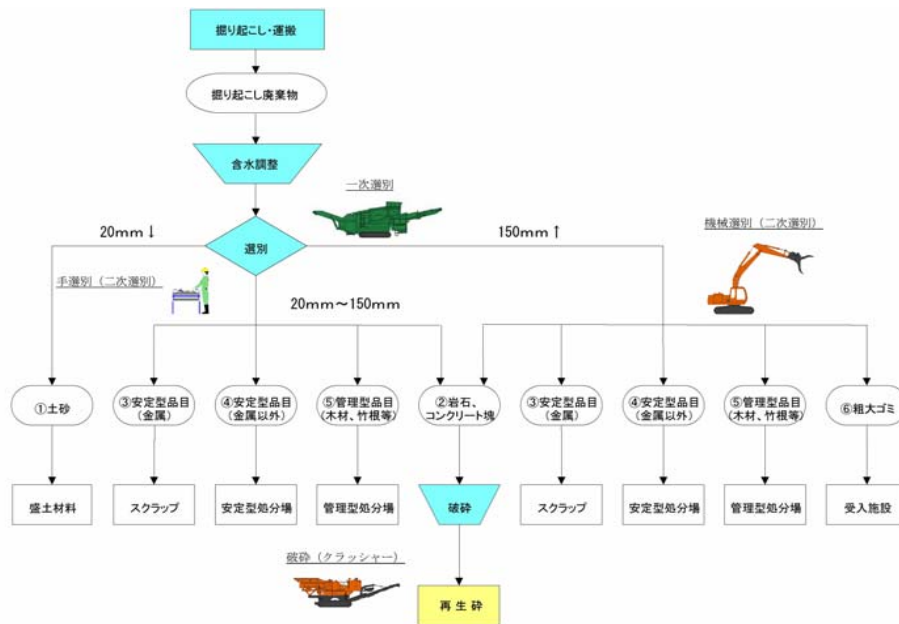 掘り起こし・運搬
掘り起こし廃棄物
含水調整
一次選別
20mm↓
選別
150mm↑
機械選別（二次選別）
手選別（二次選別）
20mm～150mm
①土砂
③安定型品目
（金属）
④安定型品目
（金属以外）
⑤管理型品目
（木材、竹根等）
②岩石、
コンクリート塊
③安定型品目
（金属）
④安定型品目
（金属以外）
⑤管理型品目
（木材、竹根等）
⑥粗大ゴミ
盛土材料
スクラップ
安定型処分場
管理型処分場
破砕
スクラップ
安定型処分場
管理型処分場
受入施設
破砕（クラッシャー）
再生砕